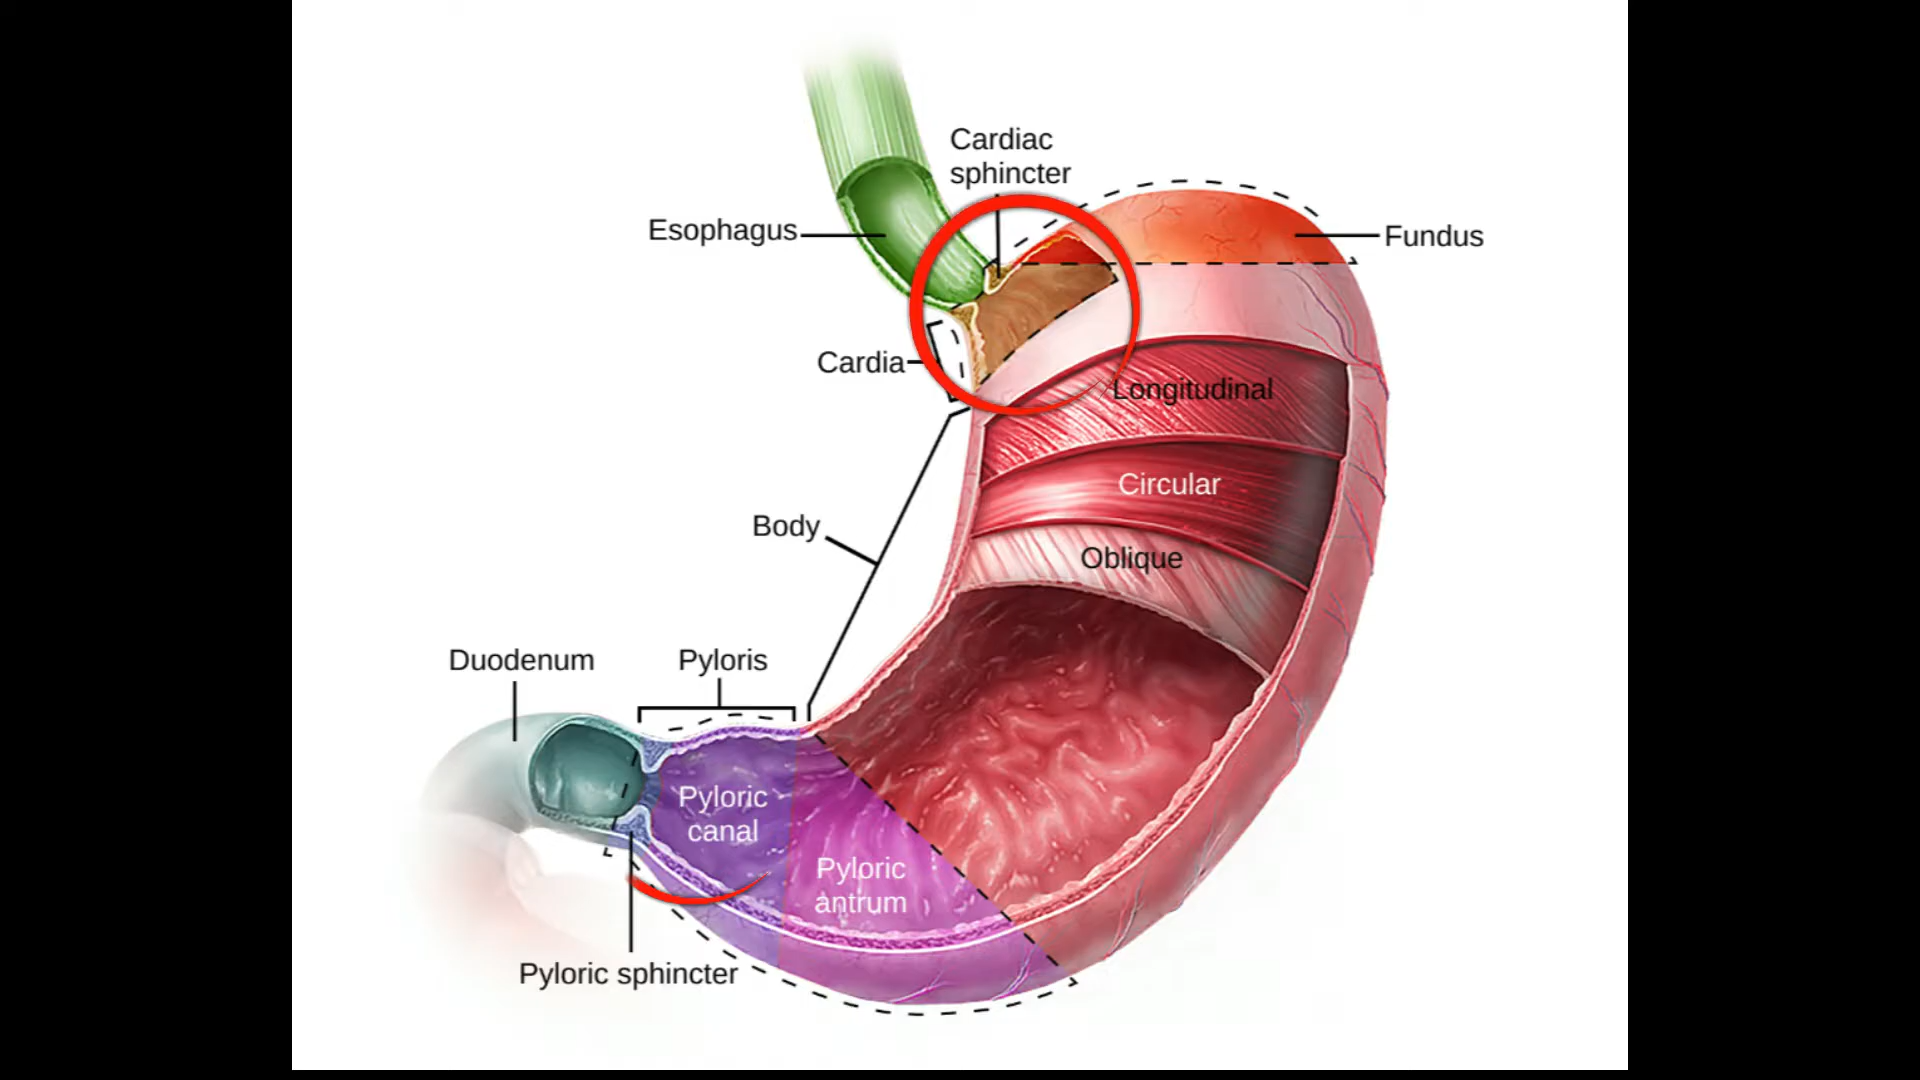 Cardiac
sphincter
Esophagus
Fundus
Cardia
Longitudinal
Circular
Body
Oblique
Duodenum
Pyloris
Pyloric
canal
Pyloric
antrum
Pyloric sphincter